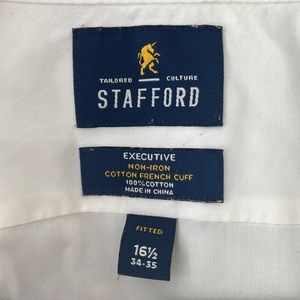 TAILORED CULTURE
STAFFORD
EXECUTIVE
NON-IRON
COTTON FRENCH CUFF
100% COTTON
MADE IN CHINA
FITTED
16½
34-35